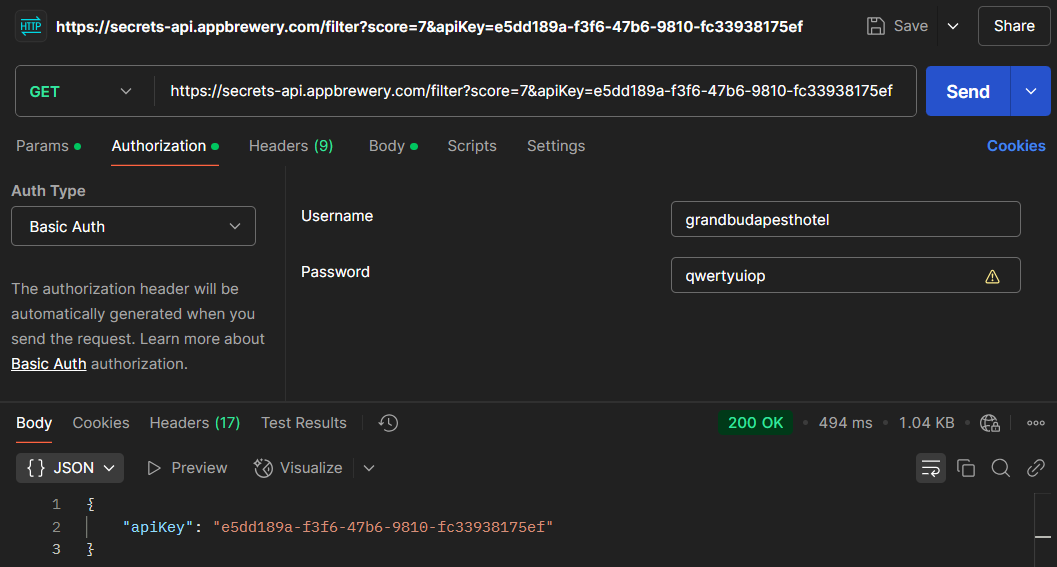 HTTP https://secrets-api.appbrewery.com/filter?score=7&apiKey=e5dd189a-f3f6-47b6-9810-fc33938175ef Save Share
GET https://secrets-api.appbrewery.com/filter?score=7&apiKey=e5dd189a-f3f6-47b6-9810-fc33938175ef Send
Params Authorization Headers (9) Body Scripts Settings Cookies
Auth Type
Basic Auth
The authorization header will be
automatically generated when you
send the request. Learn more about
Basic Auth authorization.
Username grandbudapesthotel
Password qwertyuiop
Body Cookies Headers (17) Test Results 200 OK • 494 ms • 1.04 KB •
{} JSON Preview Visualize
1 {
2 "apiKey": "e5dd189a-f3f6-47b6-9810-fc33938175ef"
3 }